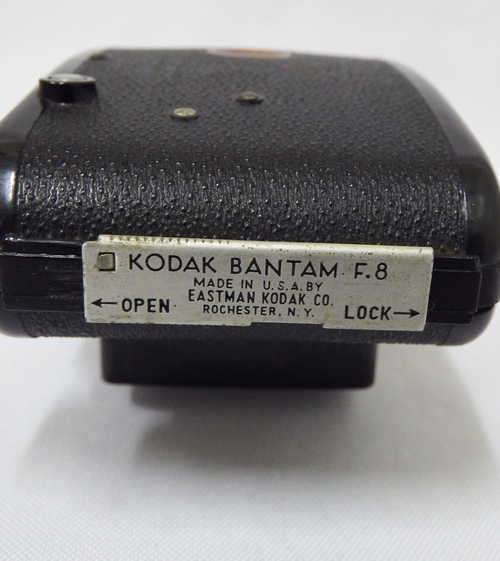 KODAK BANTAM F.8
MADE IN U.S.A. BY
EASTMAN KODAK CO.
←OPEN ROCHESTER, N.Y. LOCK→